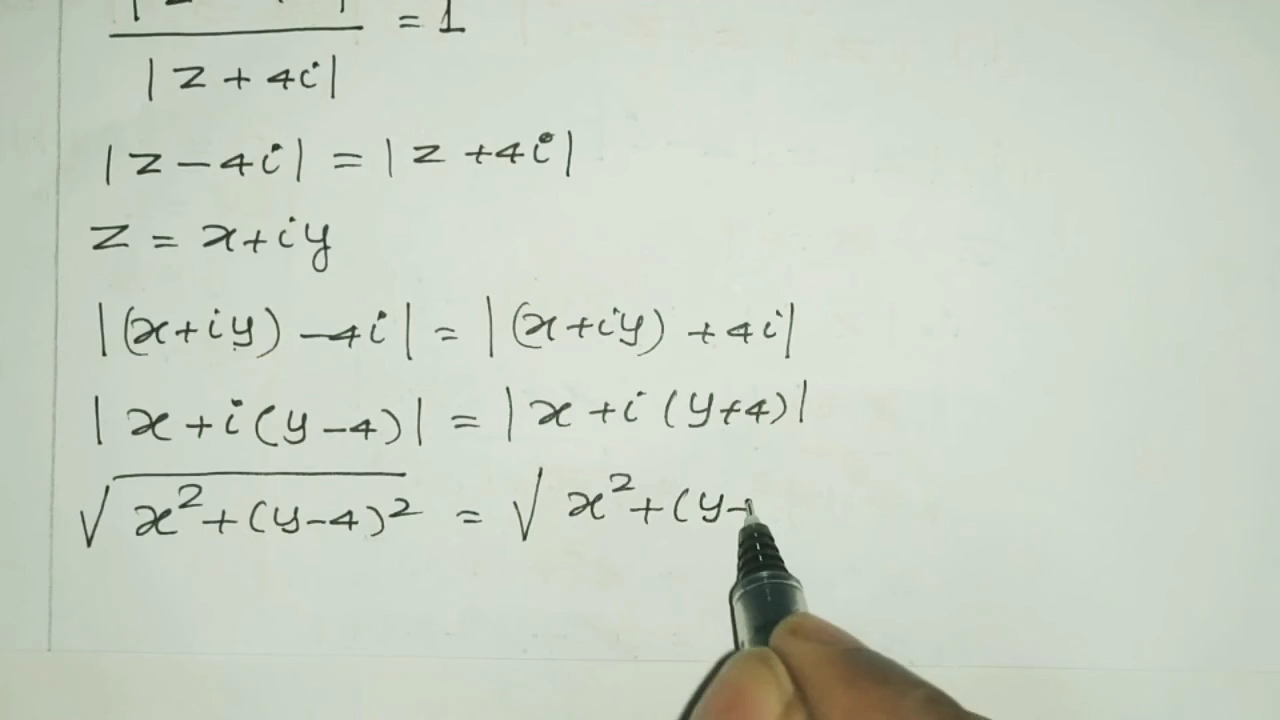 = 1
|z + 4i|
|z - 4i| = |z + 4i|
z = x + iy
|(x + iy) - 4i| = |(x + iy) + 4i|
|x + i(y - 4)| = |x + i(y + 4)|
√x² + (y - 4)² = √x² + (y -